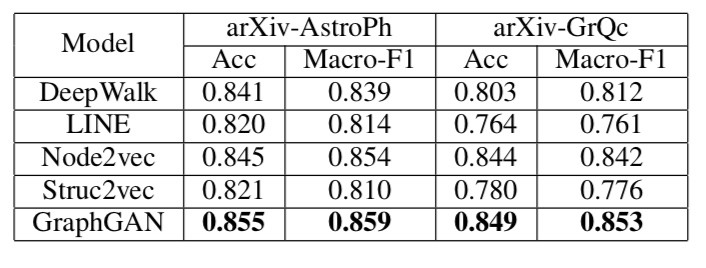 Model arXiv-AstroPh arXiv-GrQc
Acc Macro-F1 Acc Macro-F1
DeepWalk 0.841 0.839 0.803 0.812
LINE 0.820 0.814 0.764 0.761
Node2vec 0.845 0.854 0.844 0.842
Struc2vec 0.821 0.810 0.780 0.776
GraphGAN 0.855 0.859 0.849 0.853